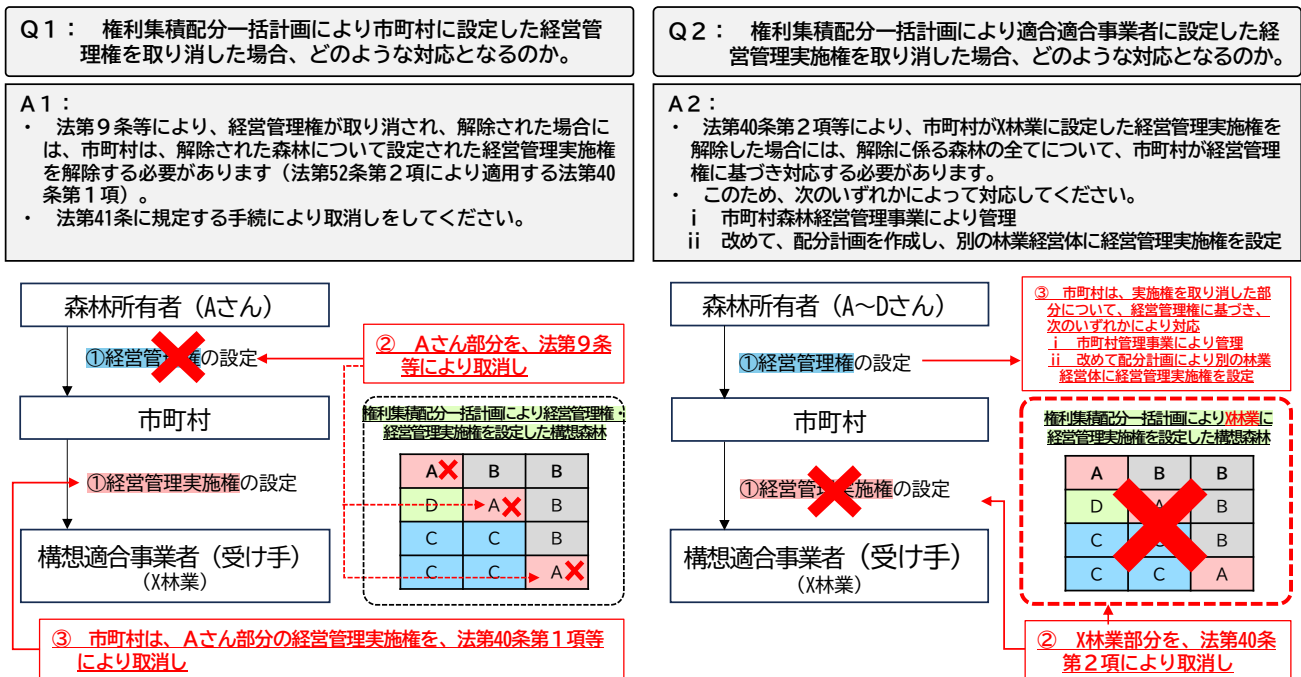 Q1： 権利集積配分一括計画により市町村に設定した経営管
理権を取り消した場合、どのような対応となるのか。
A1：
・ 法第９条等により、経営管理権が取り消され、解除された場合に
は、市町村は、解除された森林について設定された経営管理実施権
を解除する必要があります（法第52条第２項により適用する法第40
条第１項）。
・ 法第41条に規定する手続により取消しをしてください。
森林所有者（Aさん）
①経営管理権の設定
② Aさん部分を、法第９条
等により取消し
市町村
①経営管理実施権の設定
構想適合事業者（受け手）
（X林業）
権利集積配分一括計画により経営管理権・
経営管理実施権を設定した構想森林
A B B
D A B
C C B
C C A
③ 市町村は、Aさん部分の経営管理実施権を、法第40条第１項等
により取消し
Q2： 権利集積配分一括計画により適合適合事業者に設定した経
営管理実施権を取り消した場合、どのような対応となるのか。
A2：
・ 法第40条第２項等により、市町村がX林業に設定した経営管理実施権を
解除した場合には、解除に係る森林の全てについて、市町村が経営管理
権に基づき対応する必要があります。
・ このため、次のいずれかによって対応してください。
ⅰ 市町村森林経営管理事業により管理
ⅱ 改めて、配分計画を作成し、別の林業経営体に経営管理実施権を設定
森林所有者（A～Dさん）
①経営管理権の設定
③ 市町村は、実施権を取り消した部
分について、経営管理権に基づき、
次のいずれかにより対応
ⅰ 市町村管理事業により管理
ⅱ 改めて配分計画により別の林業
経営体に経営管理実施権を設定
市町村
①経営管理実施権の設定
構想適合事業者（受け手）
（X林業）
権利集積配分一括計画によりX林業に
経営管理実施権を設定した構想森林
A B B
D A B
C C B
C C A
② X林業部分を、法第40条
第２項により取消し